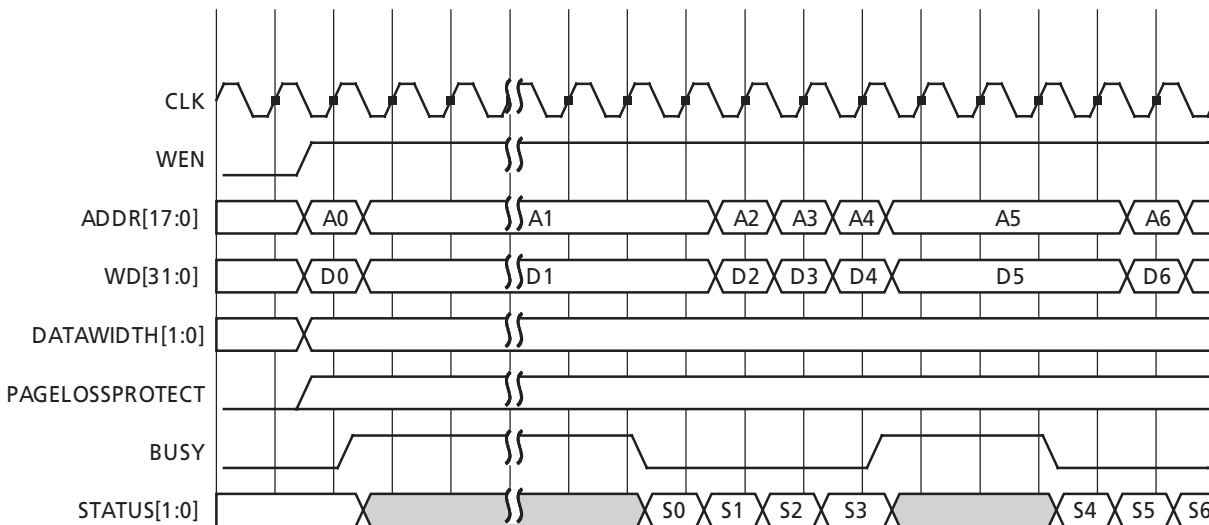 CLK
WEN
ADDR[17:0] A0 A1 A2 A3 A4 A5 A6
WD[31:0] D0 D1 D2 D3 D4 D5 D6
DATAWIDTH[1:0]
PAGELOSSPROTECT
BUSY
STATUS[1:0] S0 S1 S2 S3 S4 S5 S6